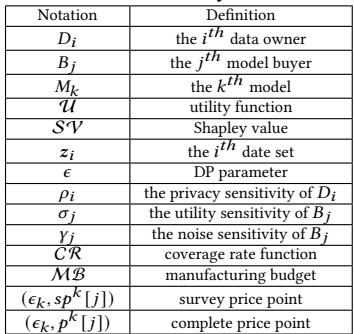 Notation Definition
D_i the i^th data owner
B_j the j^th model buyer
M_k the k^th model
𝒰 utility function
𝒮𝒱 Shapley value
z_i the i^th date set
ϵ DP parameter
ρ_i the privacy sensitivity of D_i
σ_j the utility sensitivity of B_j
γ_j the noise sensitivity of B_j
𝒞ℛ coverage rate function
ℳℬ manufacturing budget
(ϵ_k, sp^k[j]) survey price point
(ϵ_k, p^k[j]) complete price point